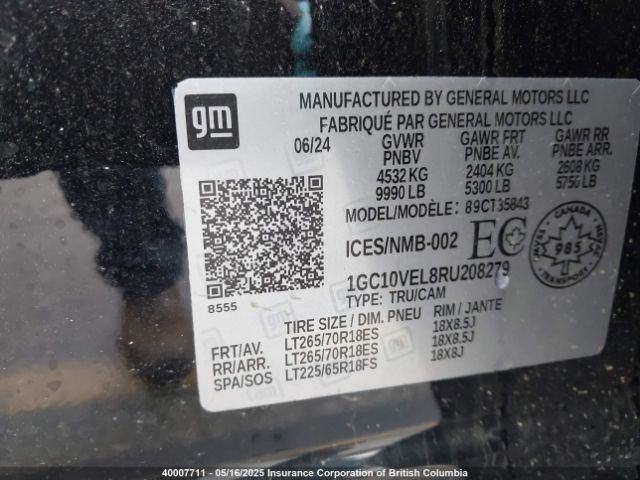 gm
MANUFACTURED BY GENERAL MOTORS LLC
FABRIQUÉ PAR GENERAL MOTORS LLC
06/24 GVWR GAWR FRT GAWR RR
PNBV PNBE AV. PNBE ARR.
4532 KG 2404 KG 2608 KG
9990 LB 5300 LB 5750 LB
MODEL/MODÈLE: 89CT35843
ICES/NMB-002 EC
CANADA
985
1GC10VEL8RU208279
8555
TYPE: TRU/CAM
TIRE SIZE / DIM. PNEU RIM / JANTE
FRT/AV. LT265/70R18ES 18X8.5J
RR/ARR. LT265/70R18ES 18X8.5J
SPA/SOS LT225/65R18FS 18X8J
40007711 - 05/16/2025 Insurance Corporation of British Columbia